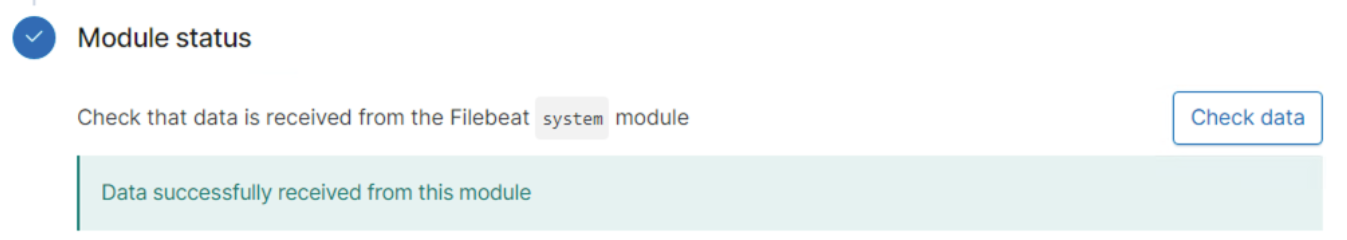 Module status
Check that data is received from the Filebeat system module
Check data
Data successfully received from this module